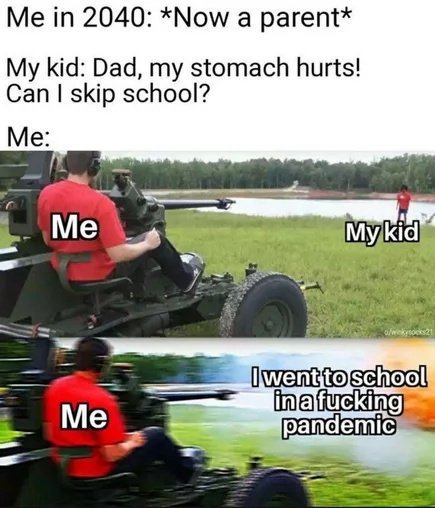 Me in 2040: *Now a parent*
My kid: Dad, my stomach hurts!
Can I skip school?
Me:
Me
My kid
u/winkysocks21
I went to school
in a fucking
pandemic
Me